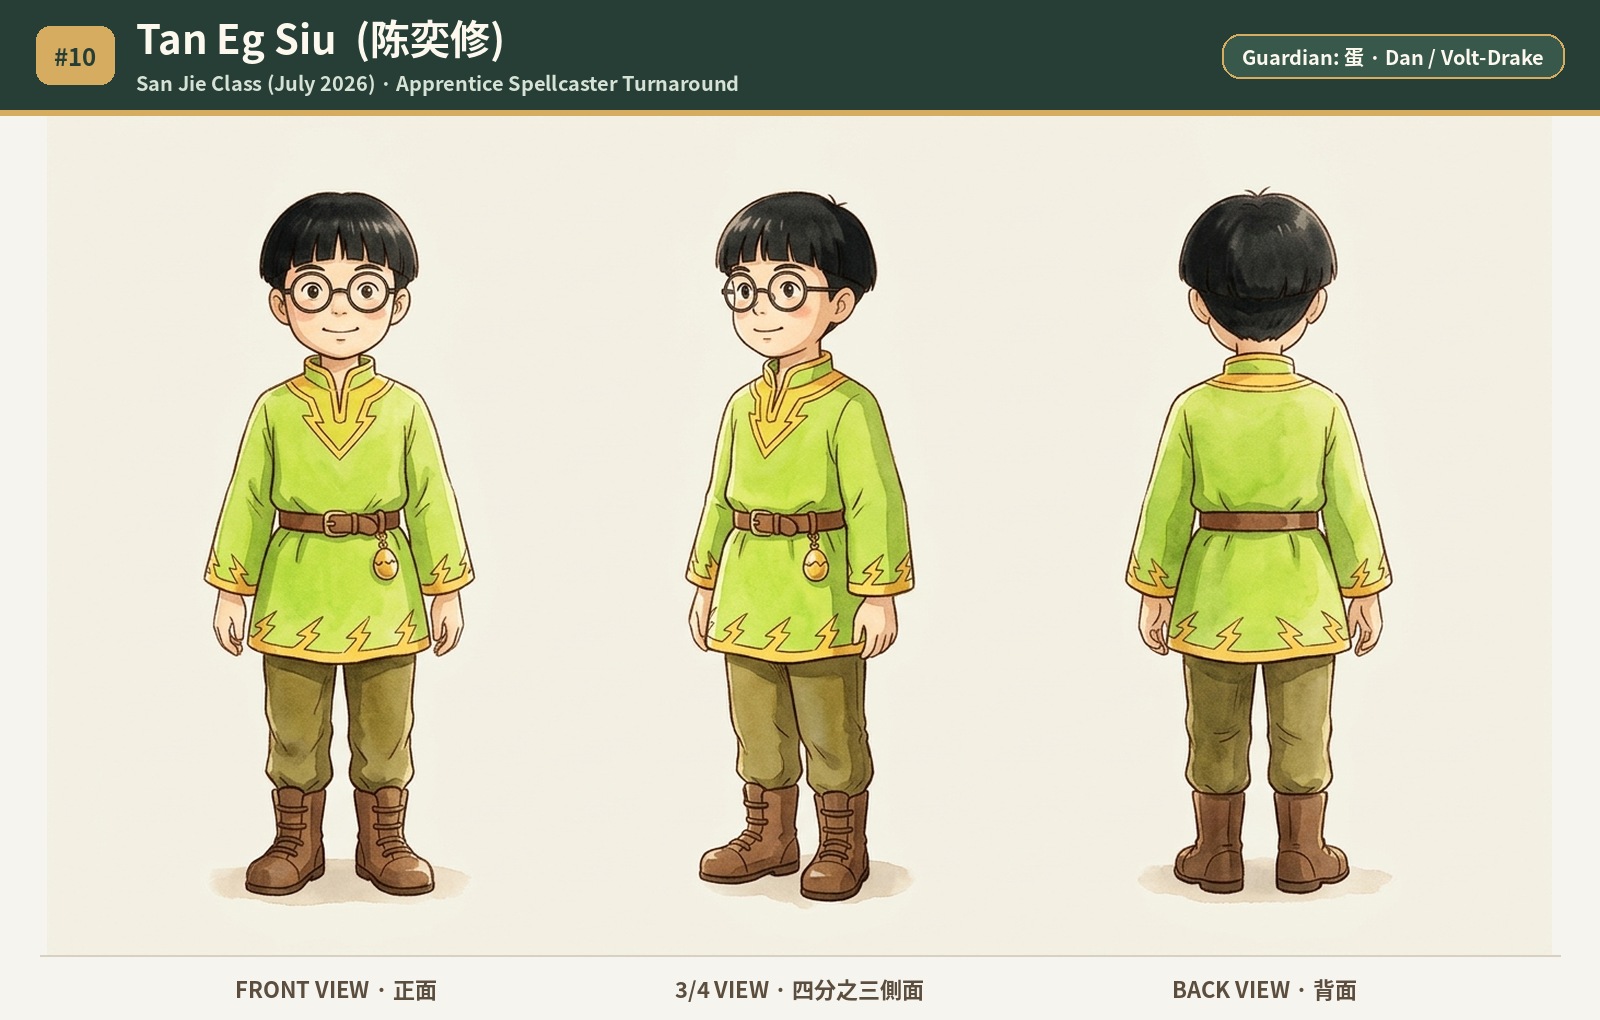 #10
Tan Eg Siu (陈奕修)
San Jie Class (July 2026) · Apprentice Spellcaster Turnaround
Guardian: 蛋 · Dan / Volt-Drake
FRONT VIEW · 正面
3/4 VIEW · 四分之三側面
BACK VIEW · 背面